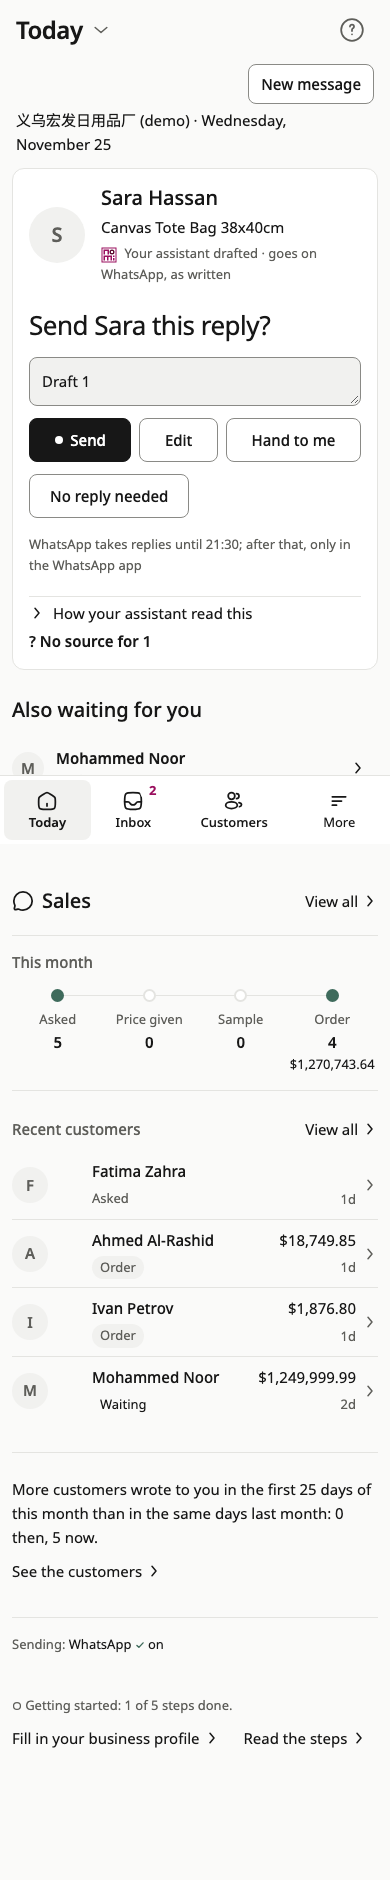 Today
New message
义乌宏发日用品厂 (demo) · Wednesday,
November 25
S
Sara Hassan
Canvas Tote Bag 38x40cm
Your assistant drafted · goes on
WhatsApp, as written
Send Sara this reply?
Draft 1
Send
Edit
Hand to me
No reply needed
WhatsApp takes replies until 21:30; after that, only in
the WhatsApp app
How your assistant read this
? No source for 1
Also waiting for you
M
Mohammed Noor
Today
Inbox
2
Customers
More
Sales
View all
This month
Asked
Price given
Sample
Order
5
0
0
4
$1,270,743.64
Recent customers
View all
F
Fatima Zahra
Asked
1d
A
Ahmed Al-Rashid
$18,749.85
Order
1d
I
Ivan Petrov
$1,876.80
Order
1d
M
Mohammed Noor
$1,249,999.99
Waiting
2d
More customers wrote to you in the first 25 days of
this month than in the same days last month: 0
then, 5 now.
See the customers
Sending: WhatsApp ✓ on
Getting started: 1 of 5 steps done.
Fill in your business profile
Read the steps